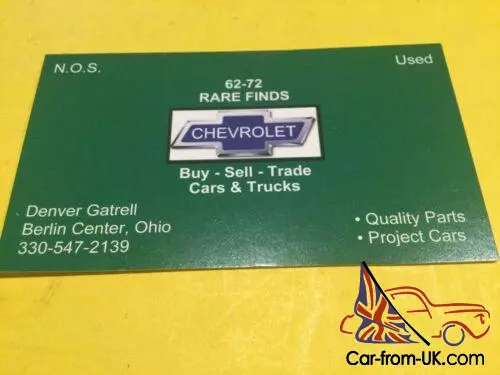 N.O.S.
Used
62-72
RARE FINDS
CHEVROLET
Buy - Sell - Trade
Cars & Trucks
Denver Gatrell
Berlin Center, Ohio
330-547-2139
• Quality Parts
• Project Cars
Car-from-UK.com